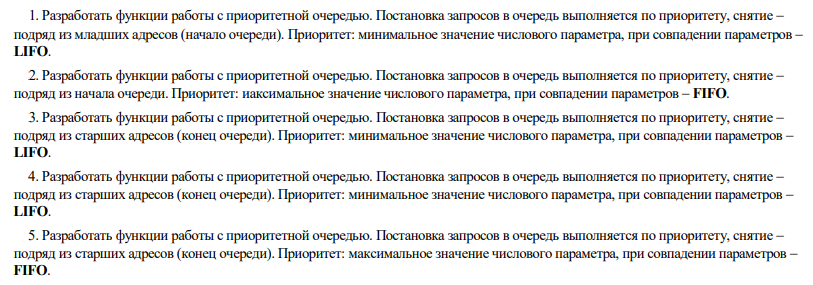 1. Разработать функции работы с приоритетной очередью. Постановка запросов в очередь выполняется по приоритету, снятие –
подряд из младших адресов (начало очереди). Приоритет: минимальное значение числового параметра, при совпадении параметров –
LIFO.
2. Разработать функции работы с приоритетной очередью. Постановка запросов в очередь выполняется по приоритету, снятие –
подряд из начала очереди. Приоритет: иаксимальное значение числового параметра, при совпадении параметров – FIFO.
3. Разработать функции работы с приоритетной очередью. Постановка запросов в очередь выполняется по приоритету, снятие –
подряд из старших адресов (конец очереди). Приоритет: минимальное значение числового параметра, при совпадении параметров –
LIFO.
4. Разработать функции работы с приоритетной очередью. Постановка запросов в очередь выполняется по приоритету, снятие –
подряд из старших адресов (конец очереди). Приоритет: минимальное значение числового параметра, при совпадении параметров –
LIFO.
5. Разработать функции работы с приоритетной очередью. Постановка запросов в очередь выполняется по приоритету, снятие –
подряд из старших адресов (конец очереди). Приоритет: максимальное значение числового параметра, при совпадении параметров –
FIFO.